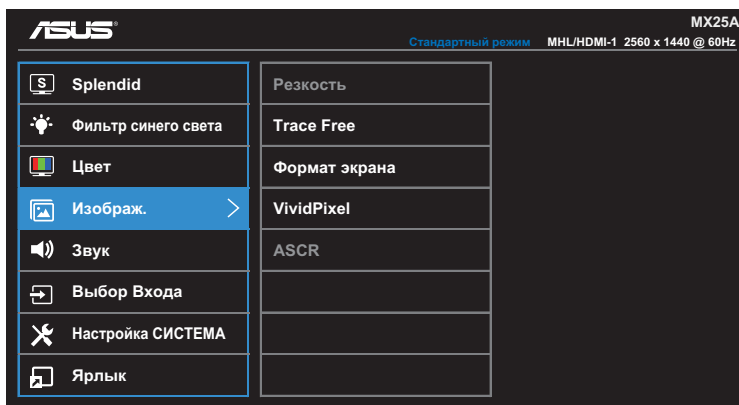 ASUS®
MX25A
Стандартный режим MHL/HDMI-1 2560 x 1440 @ 60Hz
S Splendid
Фильтр синего света
Цвет
Изображ.
Звук
Выбор Входа
Настройка СИСТЕМА
Ярлык
Резкость
Trace Free
Формат экрана
VividPixel
ASCR